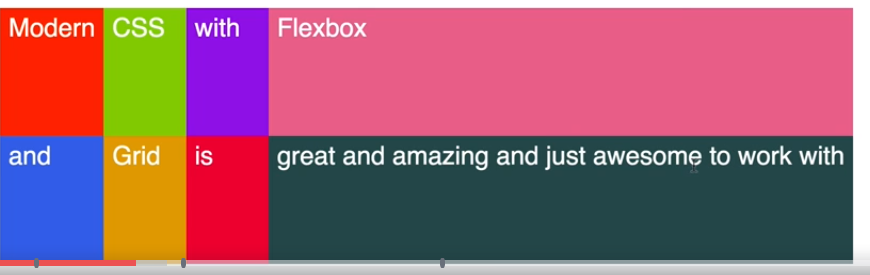 Modern CSS with Flexbox
and Grid is great and amazing and just awesome to work with